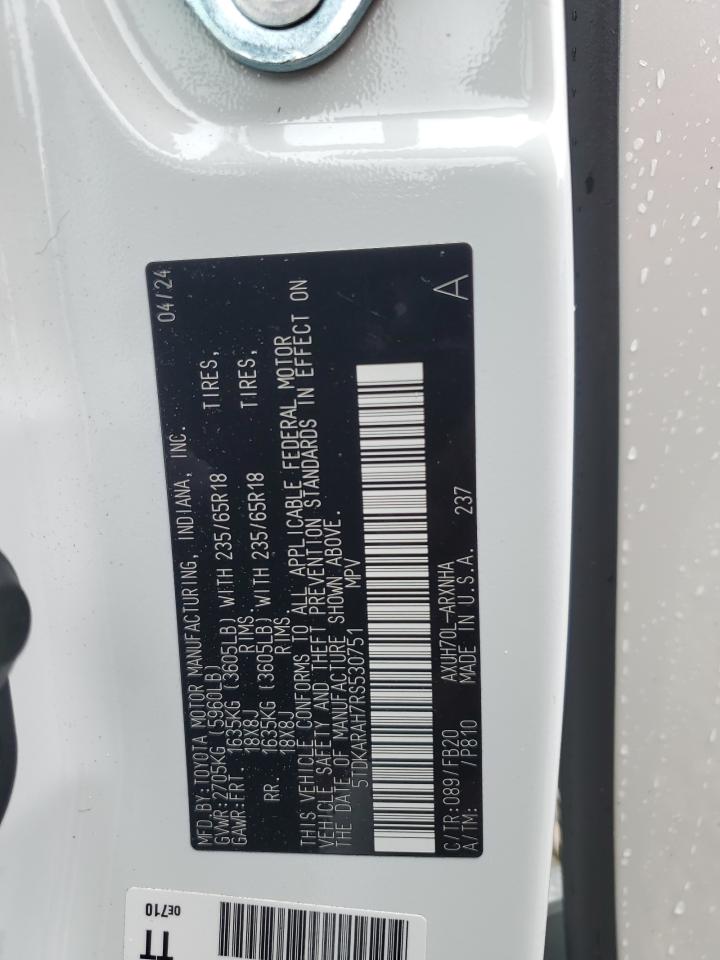 MFD.BY:TOYOTA MOTOR MANUFACTURING, INDIANA, INC. 04/24
GVWR:2705KG (5960LB)
GAWR:FRT. 1635KG (3605LB) WITH 235/65R18 TIRES,
18X8J RIMS.
RR. 1635KG (3605LB) WITH 235/65R18 TIRES,
18X8J RIMS.
THIS VEHICLE CONFORMS TO ALL APPLICABLE FEDERAL MOTOR
VEHICLE SAFETY AND THEFT PREVENTION STANDARDS IN EFFECT ON
THE DATE OF MANUFACTURE SHOWN ABOVE.
5TDKARAH7RS530751 MPV
C/TR:089/FB20 AXUH70L-ARXNHA A
A/TM: /P810 MADE IN U.S.A. 237
0E710